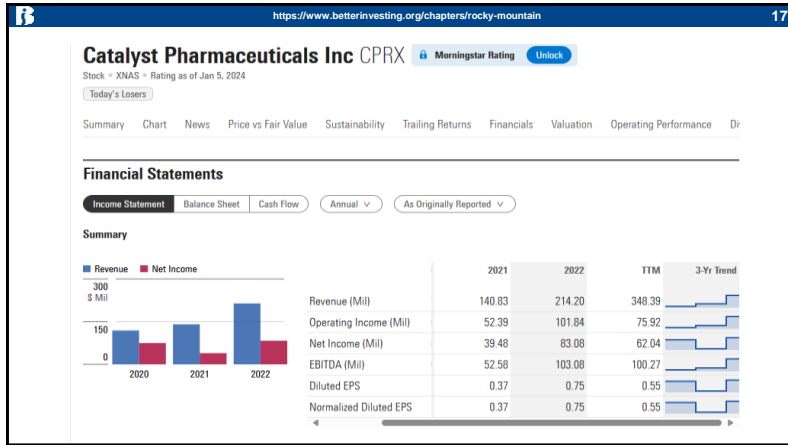 https://www.betterinvesting.org/chapters/rocky-mountain
17
Catalyst Pharmaceuticals Inc CPRX Morningstar Rating Unlock
Stock XNAS Rating as of Jan 5, 2024
Today's Losers
Summary Chart News Price vs Fair Value Sustainability Trailing Returns Financials Valuation Operating Performance Di
Financial Statements
Income Statement Balance Sheet Cash Flow Annual As Originally Reported
Summary
Revenue Net Income
300
$ Mil
150
0
2020 2021 2022
2021 2022 TTM 3-Yr Trend
Revenue (Mil) 140.83 214.20 348.39
Operating Income (Mil) 52.39 101.84 75.92
Net Income (Mil) 39.48 83.08 62.04
EBITDA (Mil) 52.58 103.08 100.27
Diluted EPS 0.37 0.75 0.55
Normalized Diluted EPS 0.37 0.75 0.55